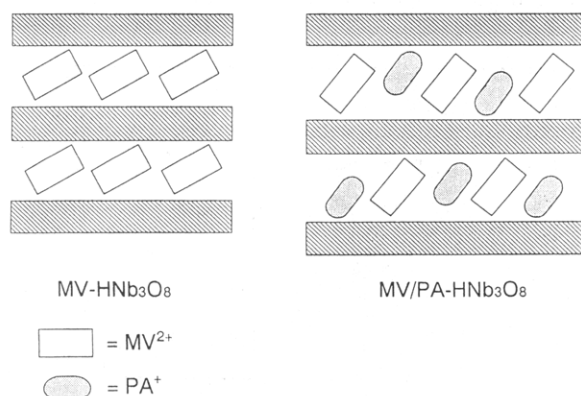 MV-HNb₃O₈
MV/PA-HNb₃O₈
= MV²⁺
= PA⁺